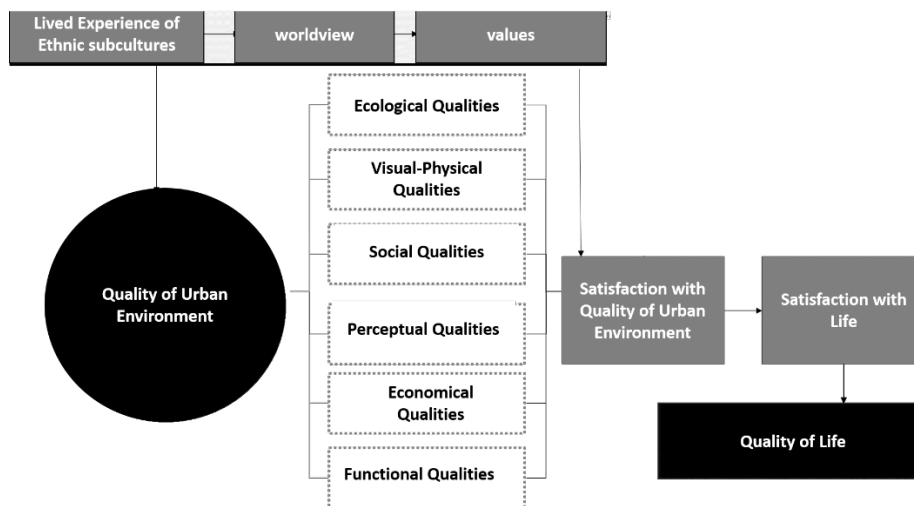 Lived Experience of
Ethnic subcultures
worldview
values
Ecological Qualities
Visual-Physical
Qualities
Social Qualities
Quality of Urban
Environment
Perceptual Qualities
Economical
Qualities
Functional Qualities
Satisfaction with
Quality of Urban
Environment
Satisfaction with
Life
Quality of Life